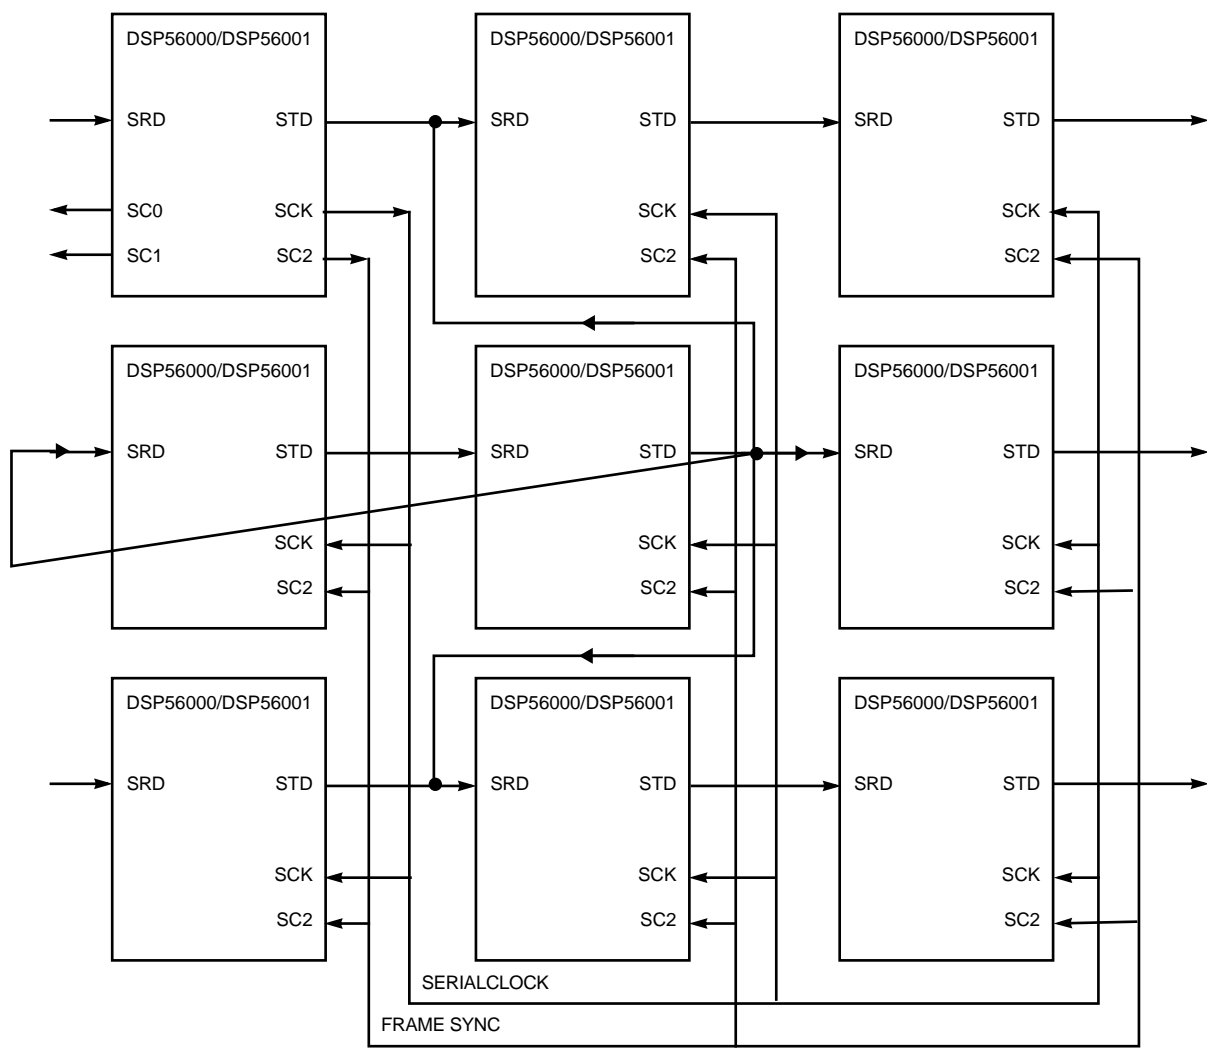 DSP56000/DSP56001 DSP56000/DSP56001 DSP56000/DSP56001
SRD STD SRD STD SRD STD
SC0 SCK SCK SCK
SC1 SC2 SC2 SC2
DSP56000/DSP56001 DSP56000/DSP56001 DSP56000/DSP56001
SRD STD SRD STD SRD STD
SCK SCK SCK
SC2 SC2 SC2
DSP56000/DSP56001 DSP56000/DSP56001 DSP56000/DSP56001
SRD STD SRD STD SRD STD
SCK SCK SCK
SC2 SC2 SC2
SERIALCLOCK
FRAME SYNC